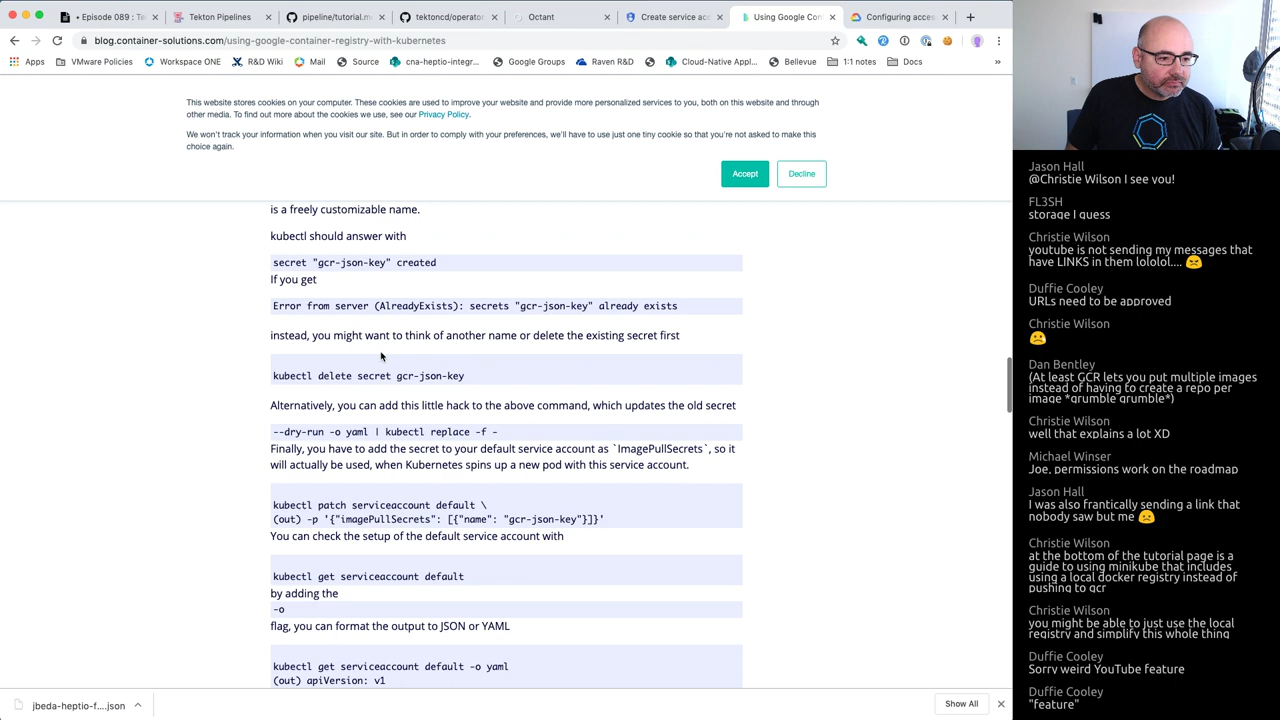 • Episode 089 : T
Tekton Pipelines
pipeline/tutorial.m
tektoncd/operator
Octant
Create service acc
Using Google Cont
Configuring access
blog.container-solutions.com/using-google-container-registry-with-kubernetes
Apps
VMware Policies
Workspace ONE
R&D Wiki
Mail
Source
cna-heptio-integr...
Google Groups
Raven R&D
Cloud-Native Appl...
Bellevue
1:1 notes
Docs
»
This website stores cookies on your computer. These cookies are used to improve your website and provide more personalized services to you, both on this website and through
other media. To find out more about the cookies we use, see our Privacy Policy.
We won't track your information when you visit our site. But in order to comply with your preferences, we'll have to use just one tiny cookie so that you're not asked to make this
choice again.
Accept
Decline
is a freely customizable name.
kubectl should answer with
secret "gcr-json-key" created
If you get
Error from server (AlreadyExists): secrets "gcr-json-key" already exists
instead, you might want to think of another name or delete the existing secret first
kubectl delete secret gcr-json-key
Alternatively, you can add this little hack to the above command, which updates the old secret
--dry-run -o yaml | kubectl replace -f -
Finally, you have to add the secret to your default service account as `ImagePullSecrets`, so it
will actually be used, when Kubernetes spins up a new pod with this service account.
kubectl patch serviceaccount default \
(out) -p '{"imagePullSecrets": [{"name": "gcr-json-key"}]}'
You can check the setup of the default service account with
kubectl get serviceaccount default
by adding the
-o
flag, you can format the output to JSON or YAML
kubectl get serviceaccount default -o yaml
(out) apiVersion: v1
jbeda-heptio-f....json
Show All
Jason Hall
@Christie Wilson I see you!
FL3SH
storage I guess
Christie Wilson
youtube is not sending my messages that
have LINKS in them lololol....
Duffie Cooley
URLs need to be approved
Christie Wilson
Dan Bentley
(At least GCR lets you put multiple images
instead of having to create a repo per
image *grumble grumble*)
Christie Wilson
well that explains a lot XD
Michael Winser
Joe, permissions work on the roadmap
Jason Hall
I was also frantically sending a link that
nobody saw but me
Christie Wilson
at the bottom of the tutorial page is a
guide to using minikube that includes
using a local docker registry instead of
pushing to gcr
Christie Wilson
you might be able to just use the local
registry and simplify this whole thing
Duffie Cooley
Sorry weird YouTube feature
Duffie Cooley
"feature"